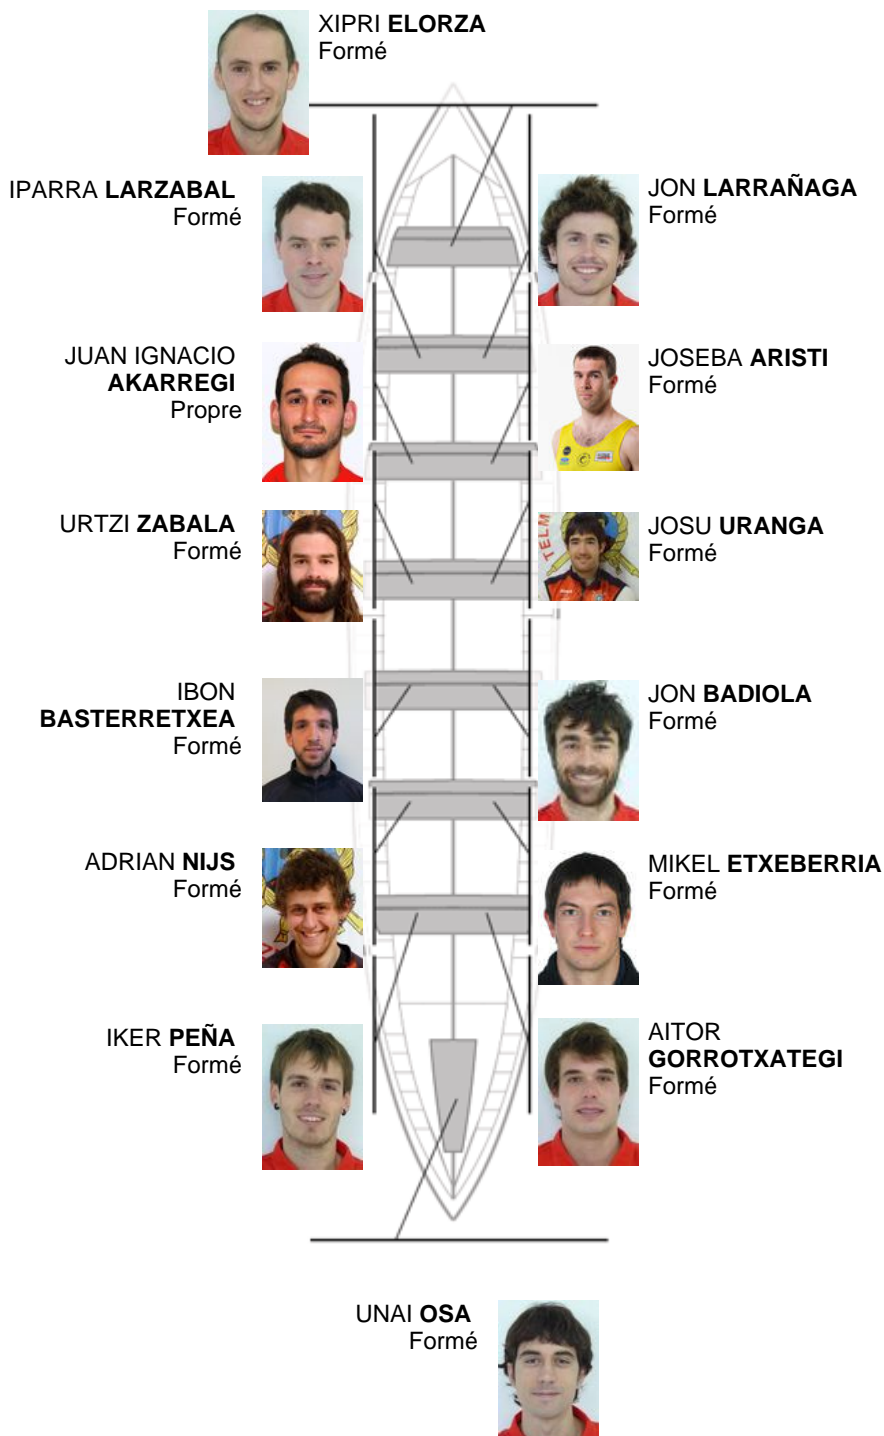 XIPRI ELORZA
Formé
IPARRA LARZABAL
Formé
JON LARRAÑAGA
Formé
JUAN IGNACIO
AKARREGI
Propre
JOSEBA ARISTI
Formé
URTZI ZABALA
Formé
TELM
JOSU URANGA
Formé
IBON
BASTERRETXEA
Formé
JON BADIOLA
Formé
ADRIAN NIJS
Formé
MIKEL ETXEBERRIA
Formé
IKER PEÑA
Formé
AITOR
GORROTXATEGI
Formé
UNAI OSA
Formé